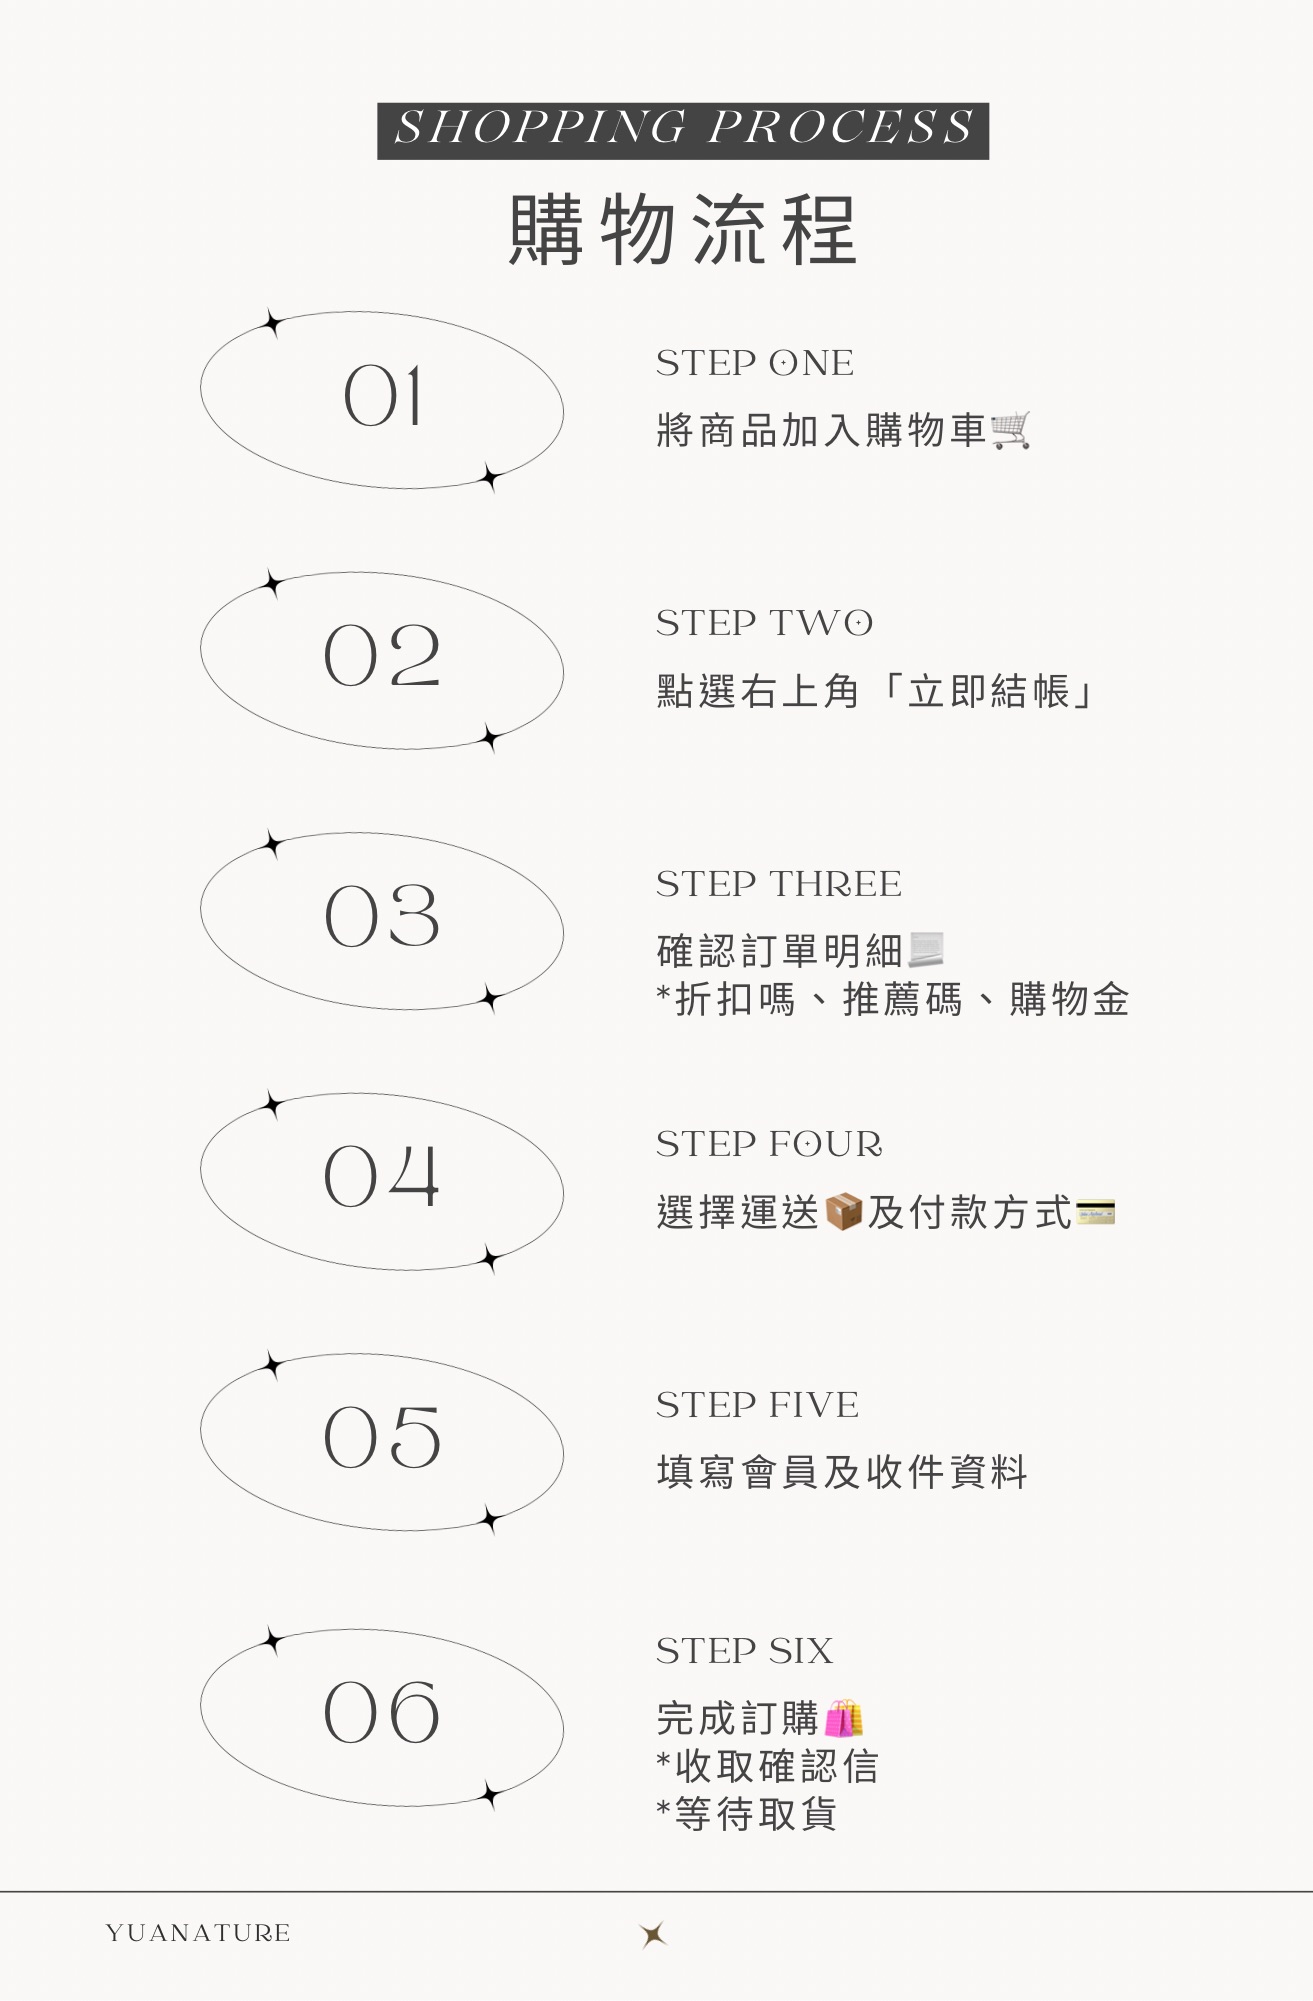 SHOPPING PROCESS
購物流程
01
STEP ONE
將商品加入購物車🛒
02
STEP TWO
點選右上角「立即結帳」
03
STEP THREE
確認訂單明細📃
*折扣嗎、推薦碼、購物金
04
STEP FOUR
選擇運送📦及付款方式💳
05
STEP FIVE
填寫會員及收件資料
06
STEP SIX
完成訂購🛍️
*收取確認信
*等待取貨
YUANATURE